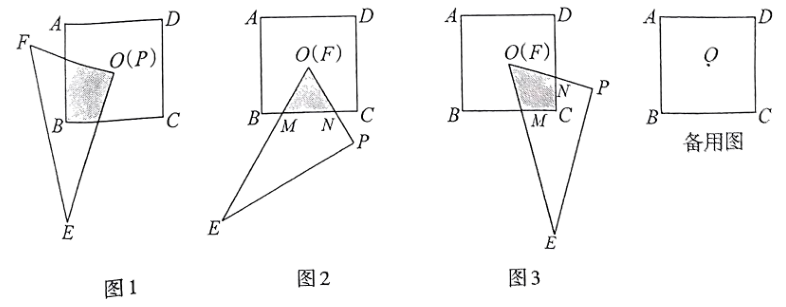 A D
F O(P)
B C
E
图1
A D
O(F)
B M N C
P
E
图2
A D
O(F)
N P
B M C
E
图3
A D
O
B C
备用图